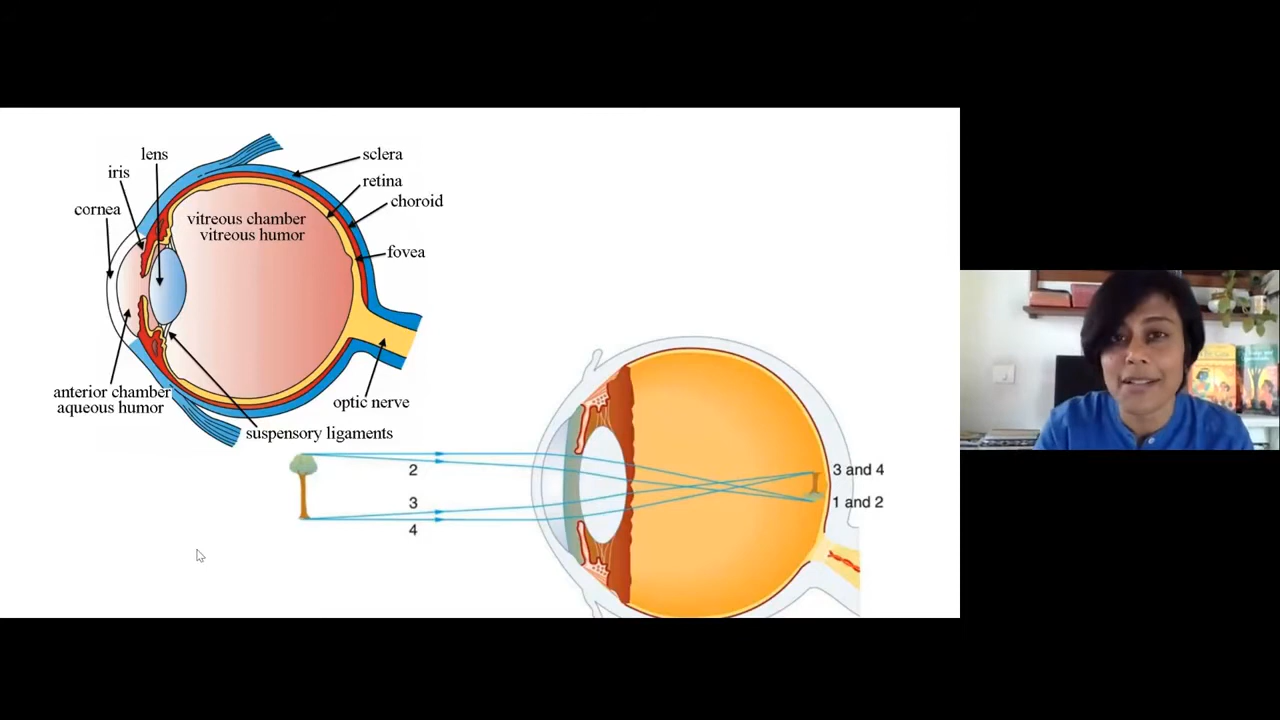 lens
iris
cornea
sclera
retina
choroid
vitreous chamber
vitreous humor
fovea
anterior chamber
aqueous humor
optic nerve
suspensory ligaments
2
3
4
3 and 4
1 and 2